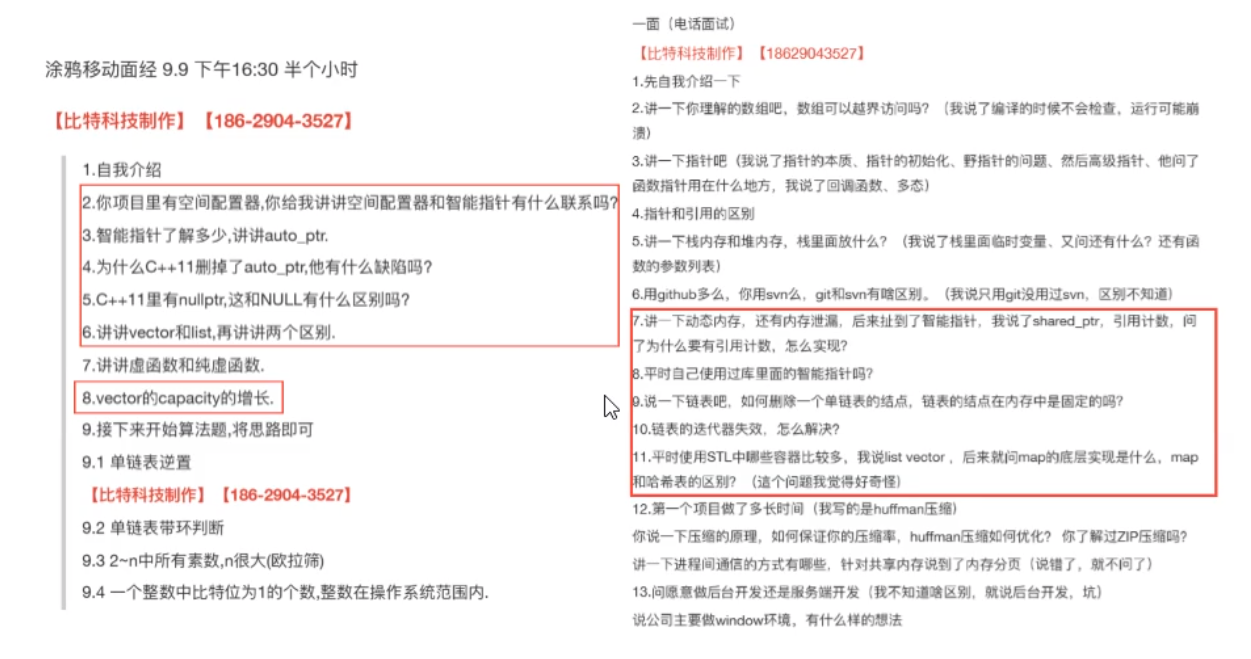 涂鸦移动面经 9.9 下午16:30 半个小时
【比特科技制作】【186-2904-3527】
1.自我介绍
2.你项目里有空间配置器,你给我讲讲空间配置器和智能指针有什么联系吗?
3.智能指针了解多少,讲讲auto_ptr.
4.为什么C++11删掉了auto_ptr,他有什么缺陷吗?
5.C++11里有nullptr,这和NULL有什么区别吗?
6.讲讲vector和list,再讲讲两个区别.
7.讲讲虚函数和纯虚函数.
8.vector的capacity的增长.
9.接下来开始算法题,将思路即可
9.1 单链表逆置
【比特科技制作】【186-2904-3527】
9.2 单链表带环判断
9.3 2~n中所有素数,n很大(欧拉筛)
9.4 一个整数中比特位为1的个数,整数在操作系统范围内.
一面（电话面试）
【比特科技制作】【18629043527】
1.先自我介绍一下
2.讲一下你理解的数组吧，数组可以越界访问吗？（我说了编译的时候不会检查，运行可能崩
溃）
3.讲一下指针吧（我说了指针的本质、指针的初始化、野指针的问题、然后高级指针、他问了
函数指针用在什么地方，我说了回调函数、多态）
4.指针和引用的区别
5.讲一下栈内存和堆内存，栈里面放什么？（我说了栈里面临时变量、又问还有什么？还有函
数的参数列表）
6.用github多么，你用svn么，git和svn有啥区别。（我说只用git没用过svn，区别不知道）
7.讲一下动态内存，还有内存泄漏，后来扯到了智能指针，我说了shared_ptr，引用计数，问
了为什么要有引用计数，怎么实现？
8.平时自己使用过库里面的智能指针吗？
9.说一下链表吧，如何删除一个单链表的结点，链表的结点在内存中是固定的吗？
10.链表的迭代器失效，怎么解决？
11.平时使用STL中哪些容器比较多，我说list vector ，后来就问map的底层实现是什么，map
和哈希表的区别？（這个问题我觉得好奇怪）
12.第一个项目做了多长时间（我写的是huffman压缩）
你说一下压缩的原理，如何保证你的压缩率，huffman压缩如何优化？ 你了解过ZIP压缩吗？
讲一下进程间通信的方式有哪些，针对共享内存说到了内存分页（说错了，就不问了）
13.问愿意做后台开发还是服务端开发（我不知道啥区别，就说后台开发，坑）
说公司主要做window环境，有什么样的想法